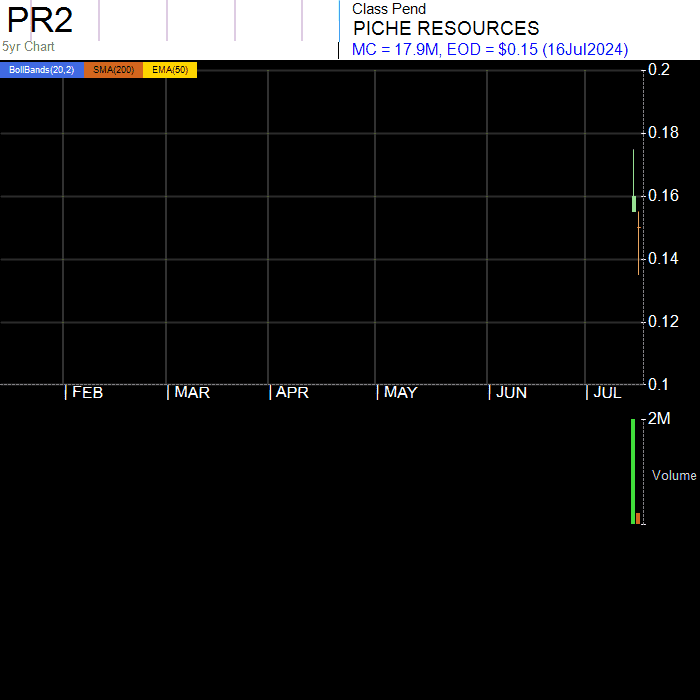 PR2
5yr Chart
Class Pend
PICHE RESOURCES
MC = 17.9M, EOD = $0.15 (16Jul2024)
BollBands(20,2) SMA(200) EMA(50)
0.2
0.18
0.16
0.14
0.12
0.1
FEB MAR APR MAY JUN JUL
2M
Volume